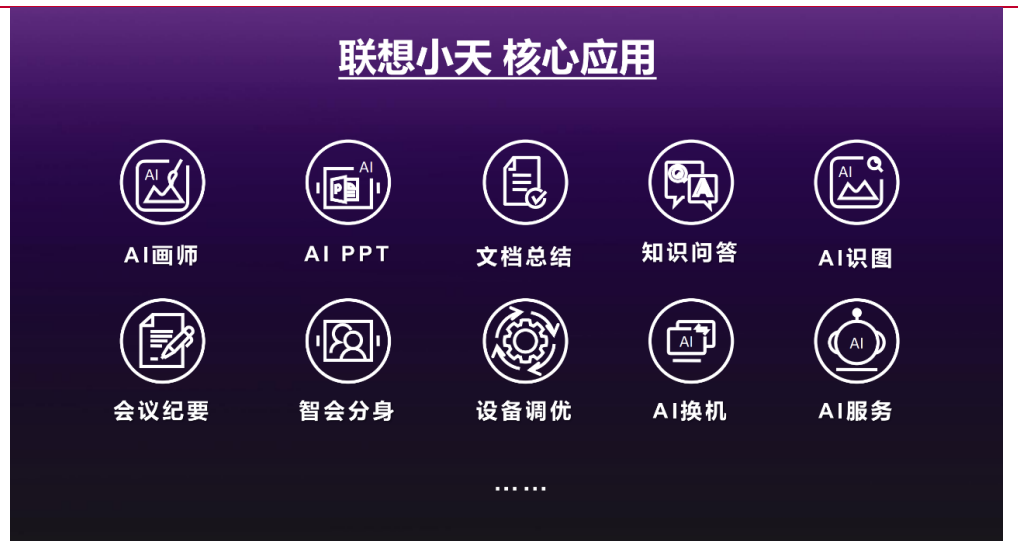 联想小天 核心应用
AI
AI
P
Q
A
AI
AI画师
AI PPT
文档总结
知识问答
AI识图
AI
AI
会议纪要
智会分身
设备调优
AI换机
AI服务
……